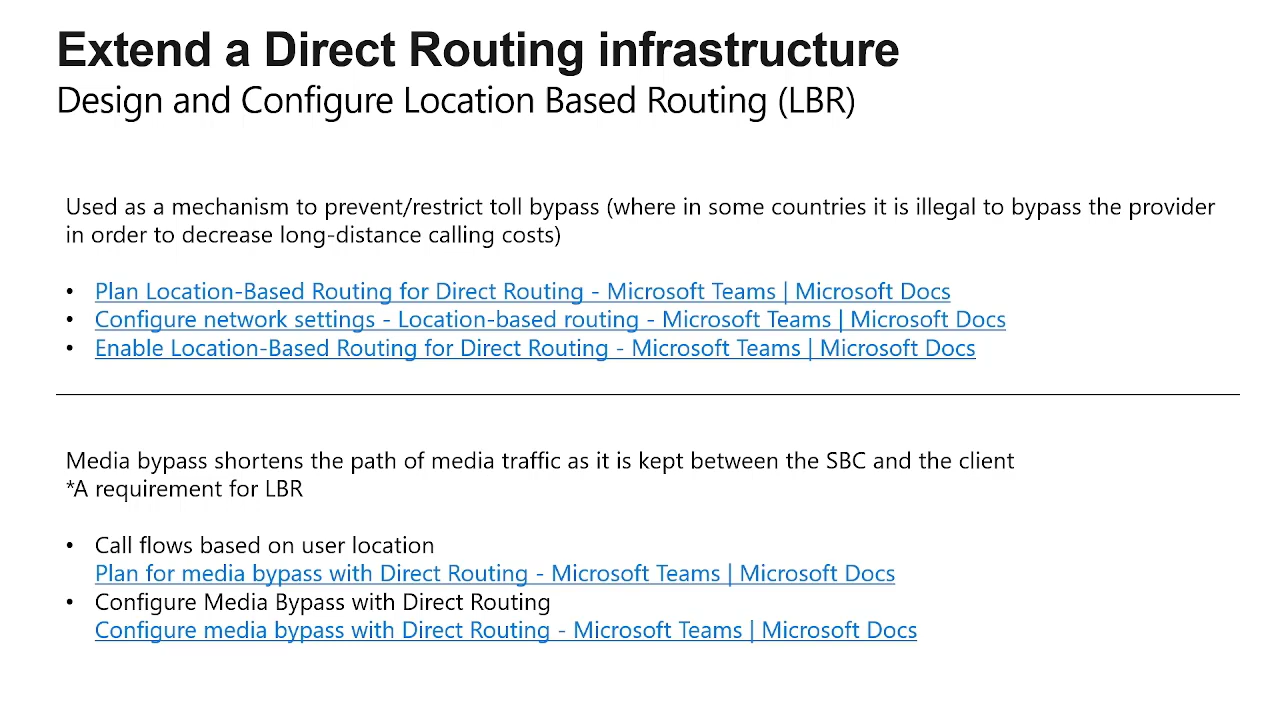 Extend a Direct Routing infrastructure
Design and Configure Location Based Routing (LBR)
Used as a mechanism to prevent/restrict toll bypass (where in some countries it is illegal to bypass the provider
in order to decrease long-distance calling costs)
• Plan Location-Based Routing for Direct Routing - Microsoft Teams | Microsoft Docs
• Configure network settings - Location-based routing - Microsoft Teams | Microsoft Docs
• Enable Location-Based Routing for Direct Routing - Microsoft Teams | Microsoft Docs
Media bypass shortens the path of media traffic as it is kept between the SBC and the client
*A requirement for LBR
• Call flows based on user location
Plan for media bypass with Direct Routing - Microsoft Teams | Microsoft Docs
• Configure Media Bypass with Direct Routing
Configure media bypass with Direct Routing - Microsoft Teams | Microsoft Docs